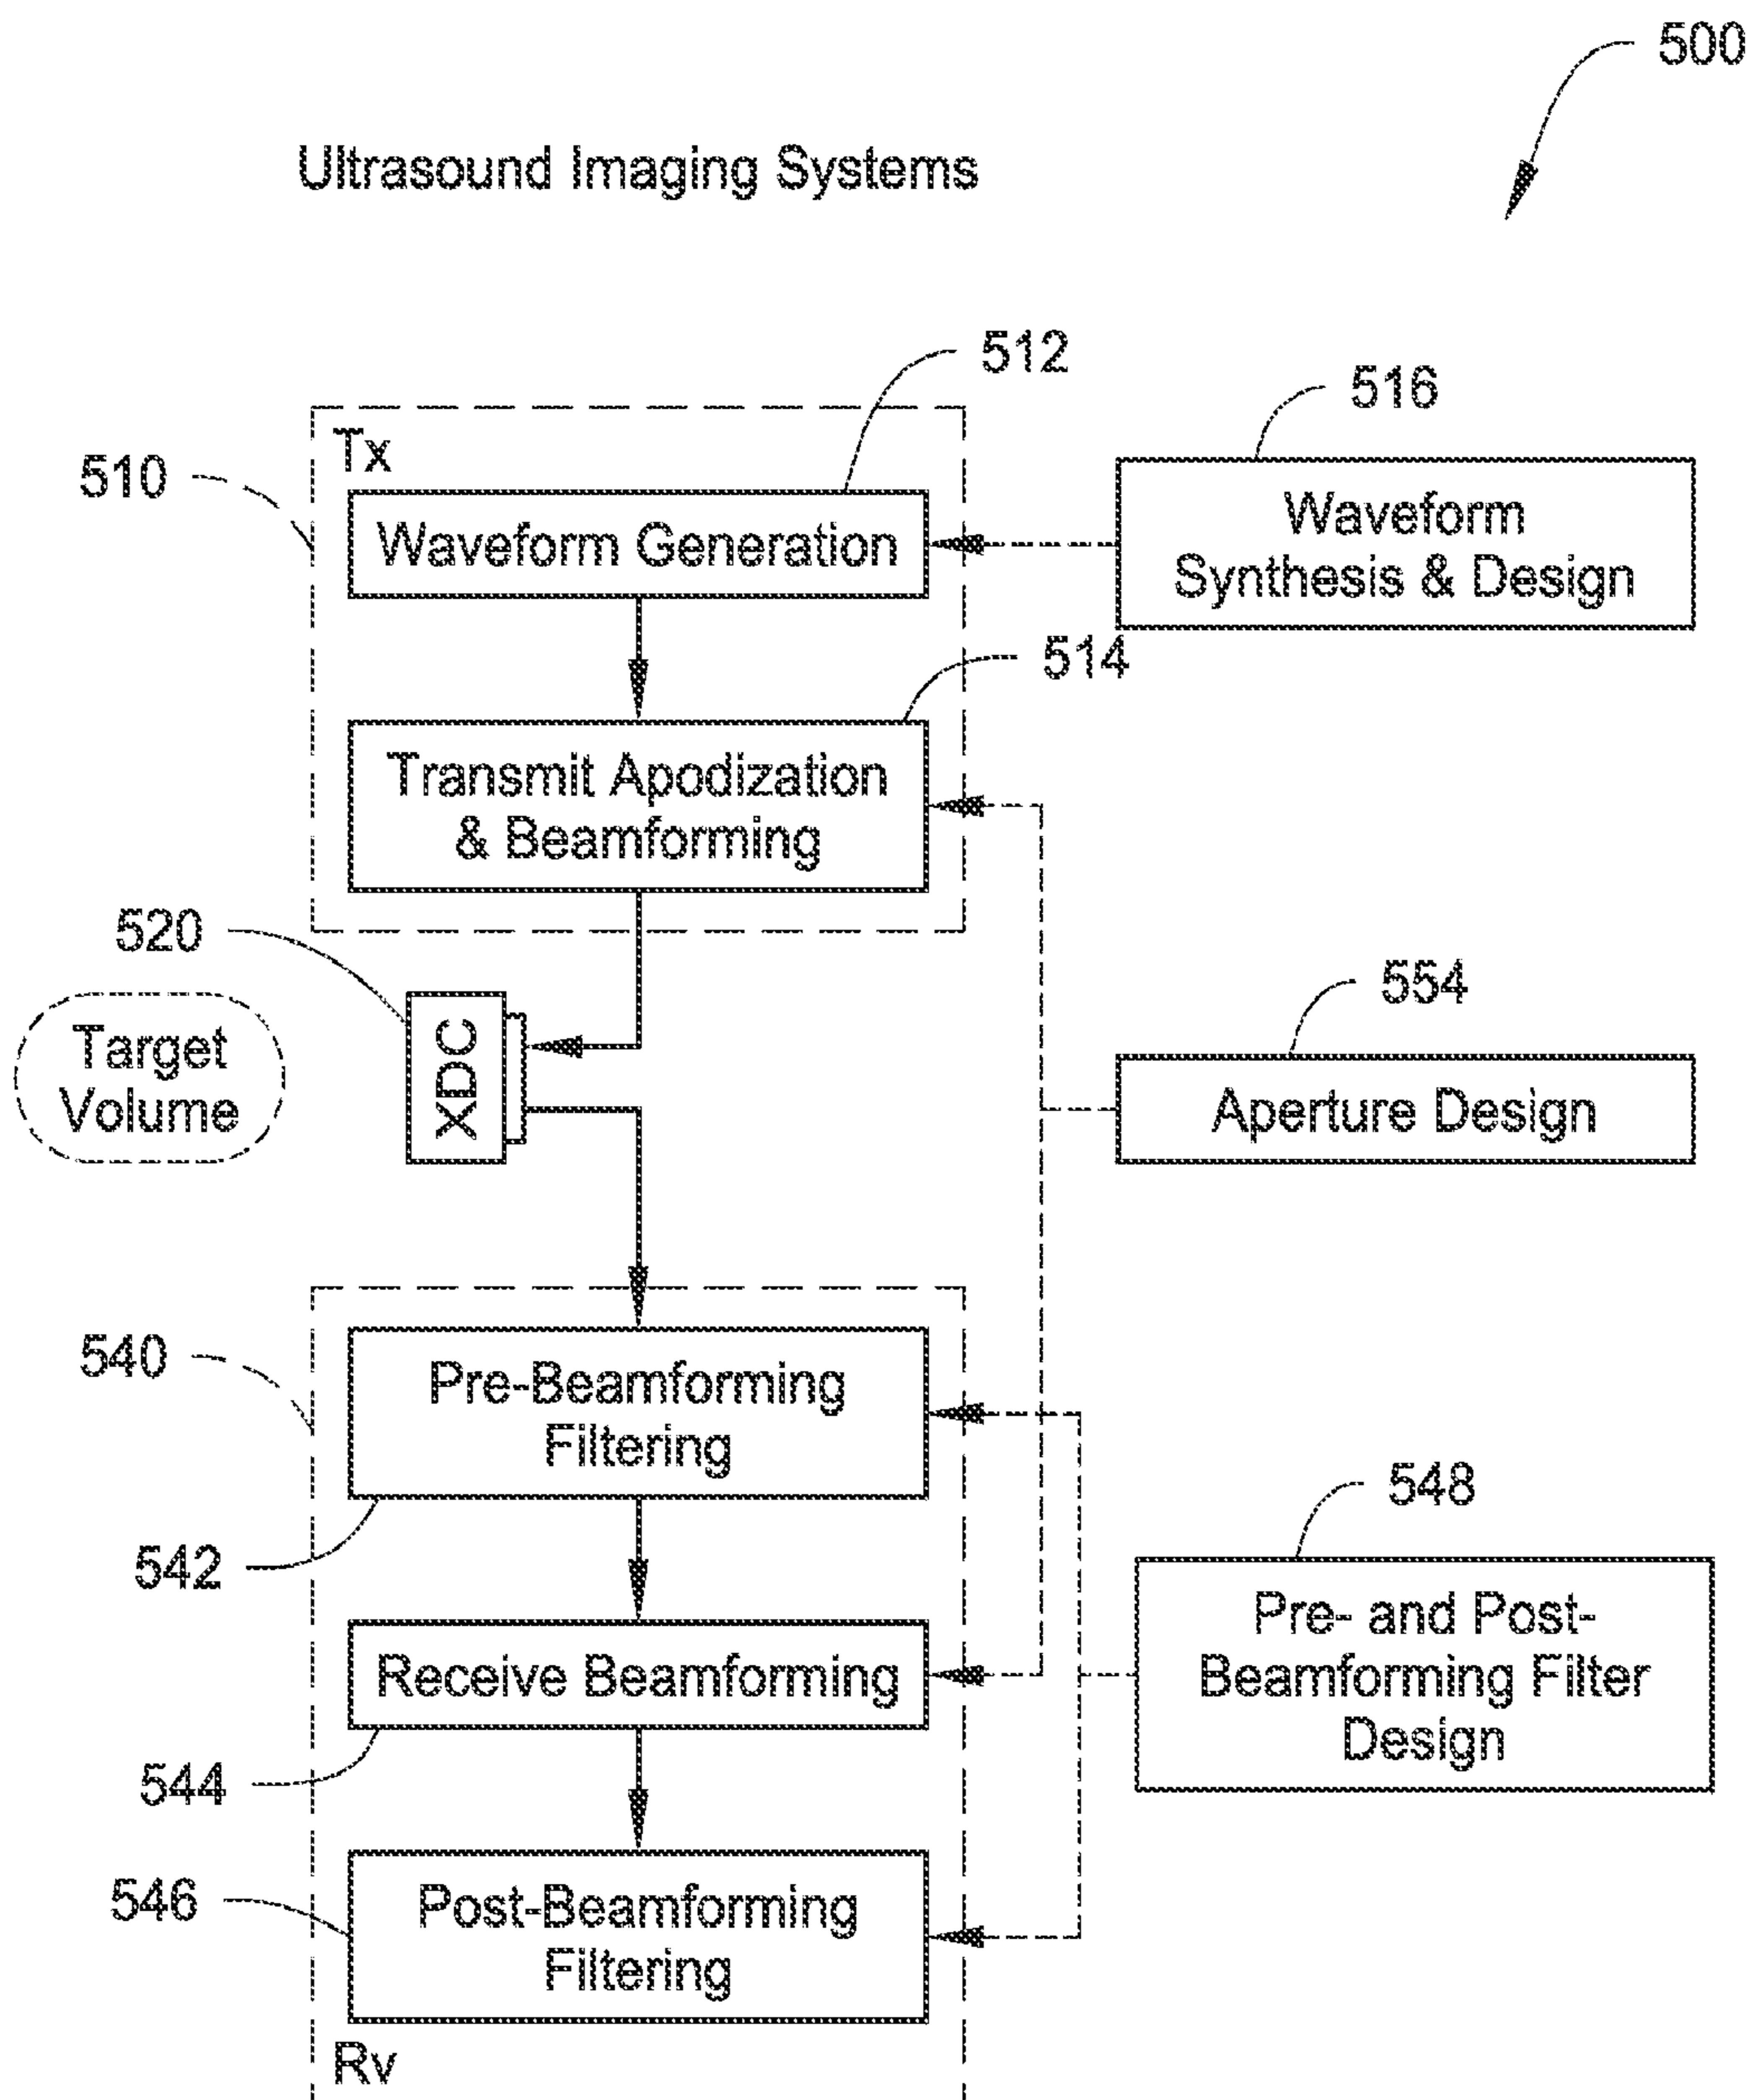 500
Ultrasound Imaging Systems
512
516
Tx
510
Waveform Generation
Waveform
Synthesis & Design
514
Transmit Apodization
& Beamforming
520
554
Target
Volume
XDC
Aperture Design
540
Pre-Beamforming
Filtering
548
542
Pre- and Post-
Beamforming Filter
Design
Receive Beamforming
544
546
Post-Beamforming
Filtering
Rv